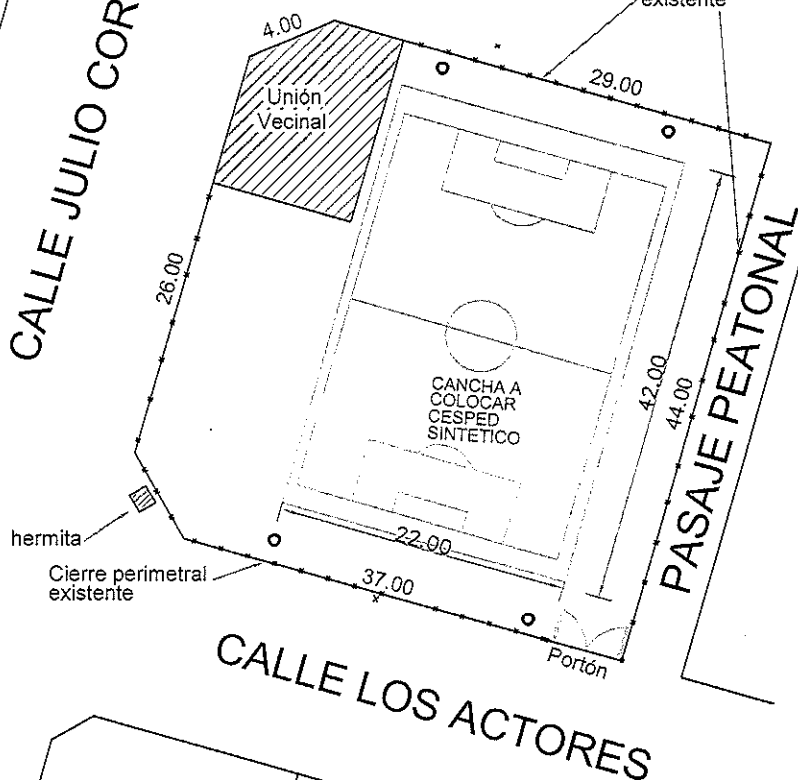 existente
4.00
CALLE JULIO COR
29.00
Unión
Vecinal
26.00
PASAJE PEATONAL
42.00
44.00
CANCHA A
COLOCAR
CESPED
SINTETICO
hermita
22.00
Cierre perimetral
existente
37.00
Portón
CALLE LOS ACTORES